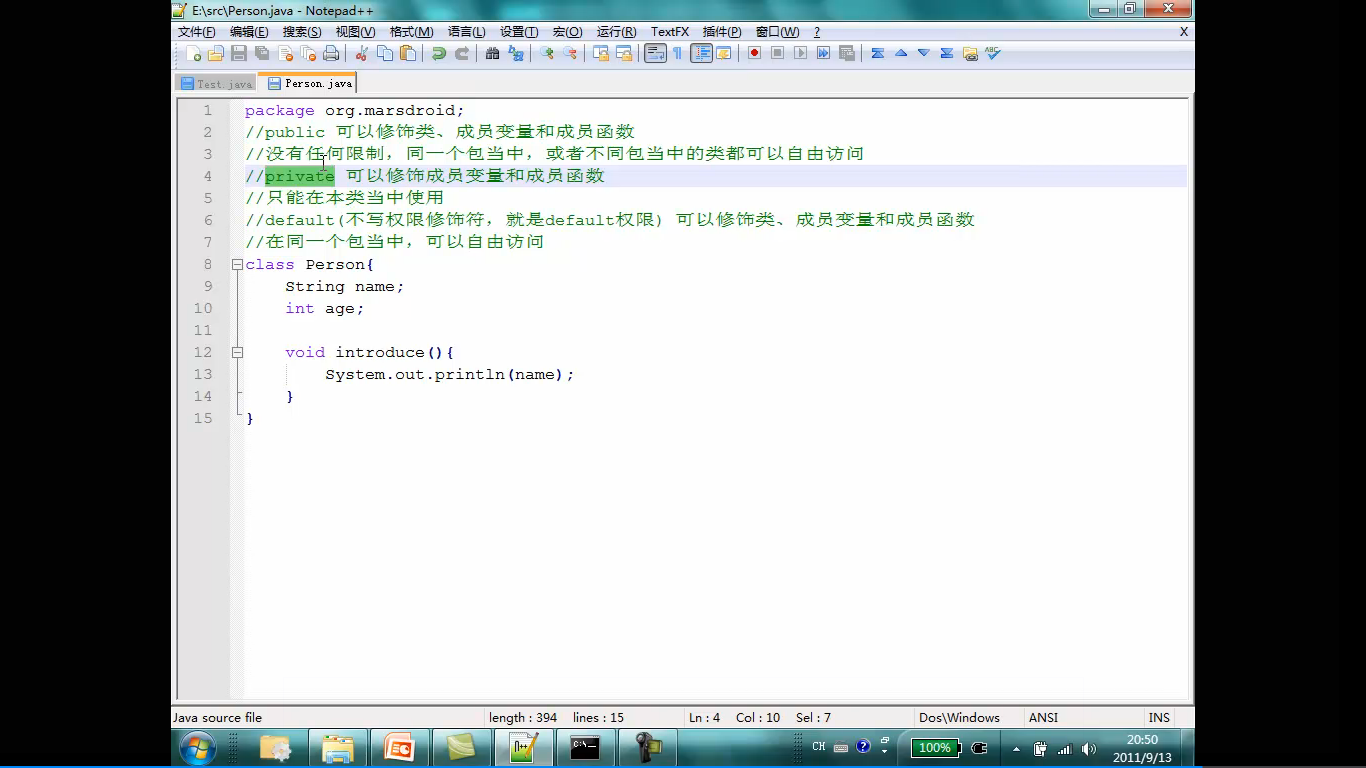 E:\src\Person.java - Notepad++
文件(F) 编辑(E) 搜索(S) 视图(V) 格式(M) 语言(L) 设置(T) 宏(O) 运行(R) TextFX 插件(P) 窗口(W) ? X
Test.java Person.java
1 package org.marsdroid;
2 //public 可以修饰类、成员变量和成员函数
3 //没有任何限制，同一个包当中，或者不同包当中的类都可以自由访问
4 //private 可以修饰成员变量和成员函数
5 //只能在本类当中使用
6 //default(不写权限修饰符，就是default权限) 可以修饰类、成员变量和成员函数
7 //在同一个包当中，可以自由访问
8 class Person{
9 String name;
10 int age;
11
12 void introduce(){
13 System.out.println(name);
14 }
15 }
Java source file length : 394 lines : 15 Ln : 4 Col : 10 Sel : 7 Dos\Windows ANSI INS
CH 100% 20:50
2011/9/13